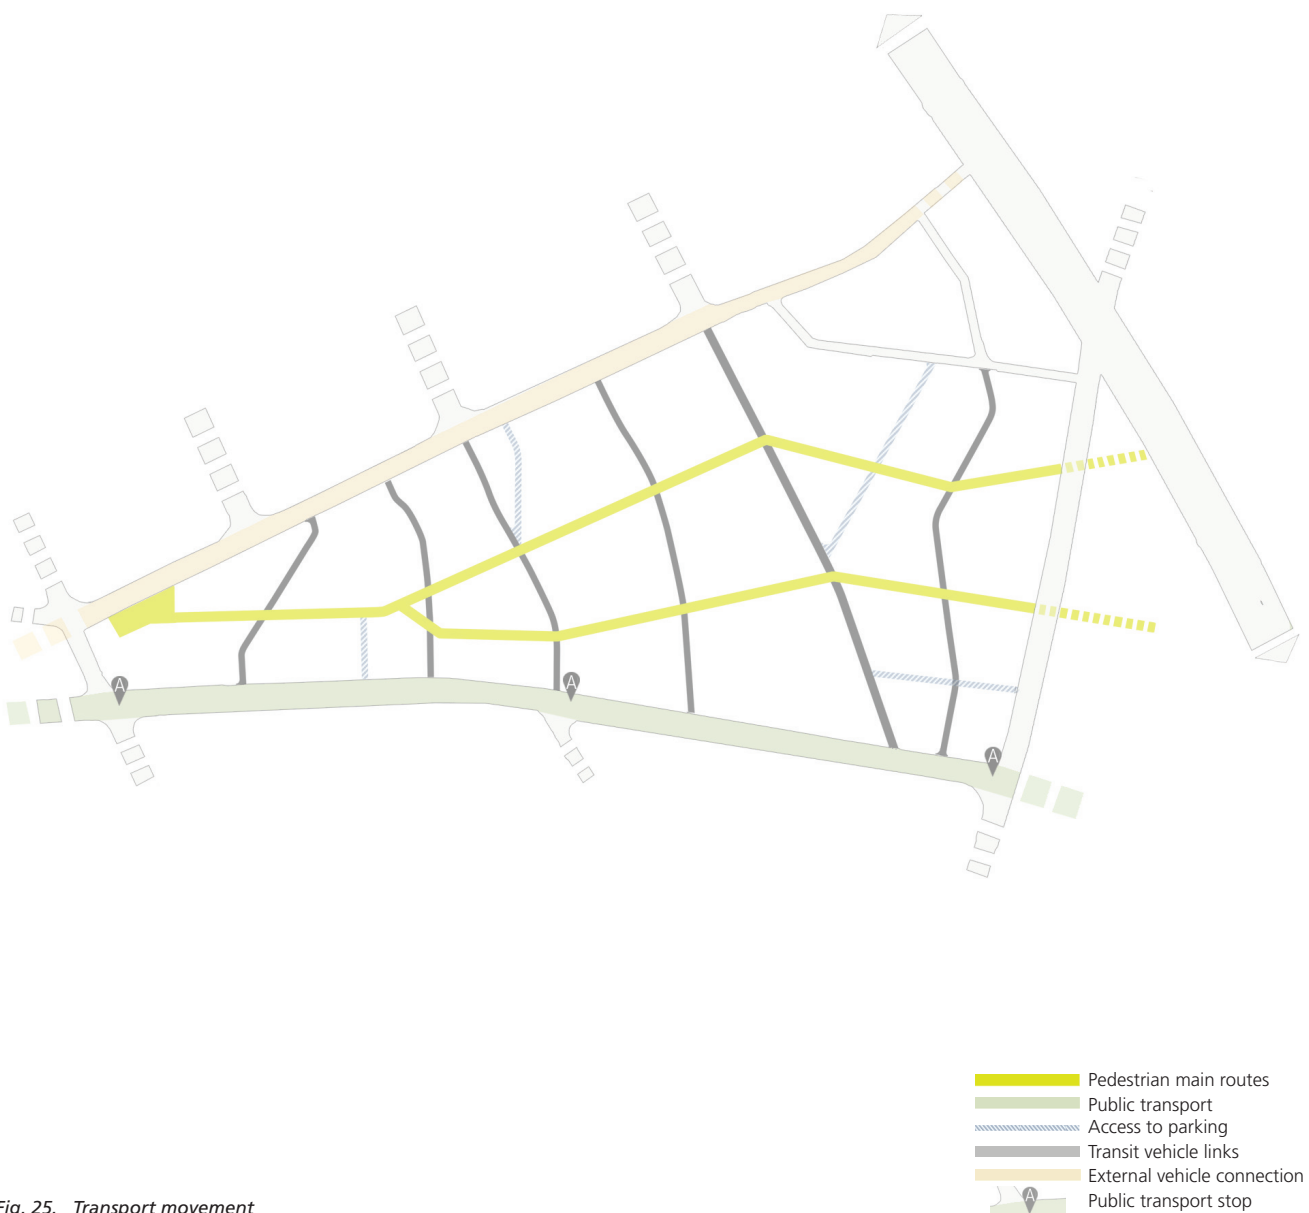 A
A
A
Pedestrian main routes
Public transport
Access to parking
Transit vehicle links
External vehicle connection
A Public transport stop
Fig. 25. Transport movement